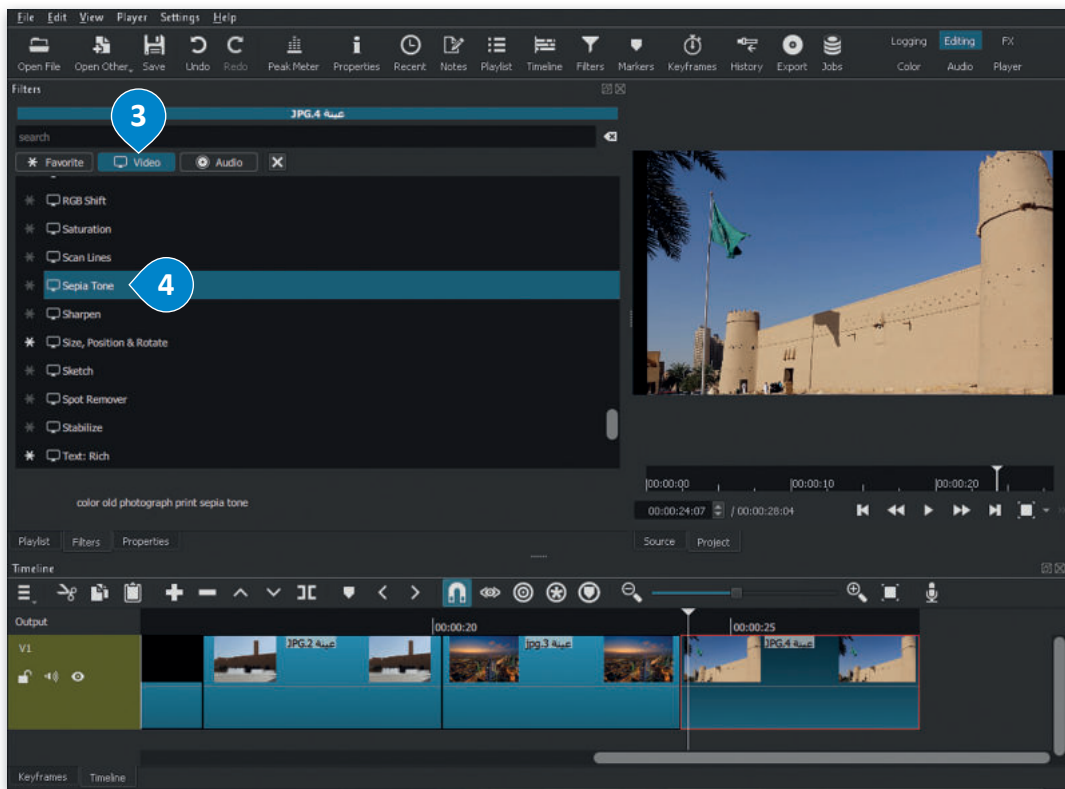 File Edit View Player Settings Help
Open File Open Other Save Undo Redo Peak Meter Properties Recent Notes Playlist Timeline Filters Markers Keyframes History Export Jobs
Logging Editing FX
Color Audio Player
Filters
عينة 4.JPG
3
search
Favorite Video Audio
RGB Shift
Saturation
Scan Lines
Sepia Tone
4
Sharpen
Size, Position & Rotate
Sketch
Spot Remover
Stabilize
Text: Rich
color old photograph print sepia tone
00:00:00 00:00:10 00:00:20
00:00:24:07 / 00:00:28:04
Playlist Filters Properties
Source Project
Timeline
Output
00:00:20 00:00:25
V1
عينة 2.JPG عينة 3.jpg عينة 4.JPG
Keyframes Timeline